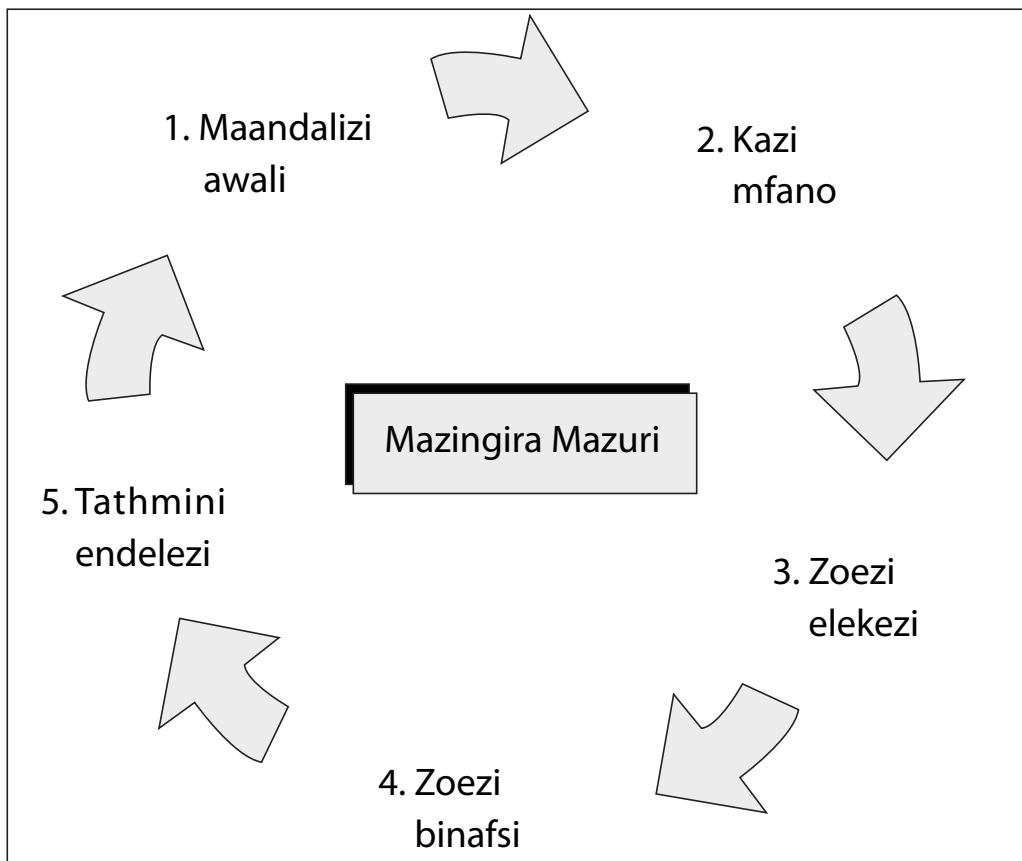 1. Maandalizi
awali
2. Kazi
mfano
Mazingira Mazuri
3. Zoezi
elekezi
4. Zoezi
binafsi
5. Tathmini
endelezi